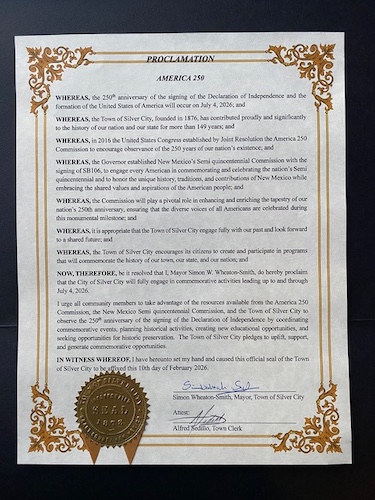 PROCLAMATION
AMERICA 250
WHEREAS, the 250th anniversary of the signing of the Declaration of Independence and the
formation of the United States of America will occur on July 4, 2026; and
WHEREAS, the Town of Silver City, founded in 1876, has contributed proudly and significantly
to the history of our nation and our state for more than 149 years; and
WHEREAS, in 2016 the United States Congress established by Joint Resolution the America 250
Commission to encourage observance of the 250 years of our nation's existence; and
WHEREAS, the Governor established New Mexico's Semi quincentennial Commission with the
signing of SB106, to engage every American in commemorating and celebrating the nation's Semi
quincentennial and to honor the unique history, traditions, and contributions of New Mexico while
embracing the shared values and aspirations of the American people; and
WHEREAS, the Commission will play a pivotal role in enhancing and enriching the tapestry of our
nation's 250th anniversary, ensuring that the diverse voices of all Americans are celebrated during
this monumental milestone; and
WHEREAS, it is appropriate that the Town of Silver City engage fully with our past and look forward
to a shared future; and
WHEREAS, the Town of Silver City encourages its citizens to create and participate in programs
that will commemorate the history of our town, our state, and our nation; and
NOW, THEREFORE, be it resolved that I, Mayor Simon W. Wheaton-Smith, do hereby proclaim
that the City of Silver City will fully engage in commemorative activities leading up to and through
July 4, 2026.
I urge all community members to take advantage of the resources available from the America 250
Commission, the New Mexico Semi quincentennial Commission, and the Town of Silver City to
observe the 250th anniversary of the signing of the Declaration of Independence by coordinating
commemorative events, planning historical activities, creating new educational opportunities, and
seeking opportunities for historic preservation. The Town of Silver City pledges to uplift, support,
and generate commemorative opportunities.
IN WITNESS WHEREOF, I have hereunto set my hand and caused this official seal of the Town
of Silver City to be affixed this 10th day of February 2026.
Simon Wheaton-Smith, Mayor, Town of Silver City
Attest:
Alfred Sedillo, Town Clerk
SEAL
1878